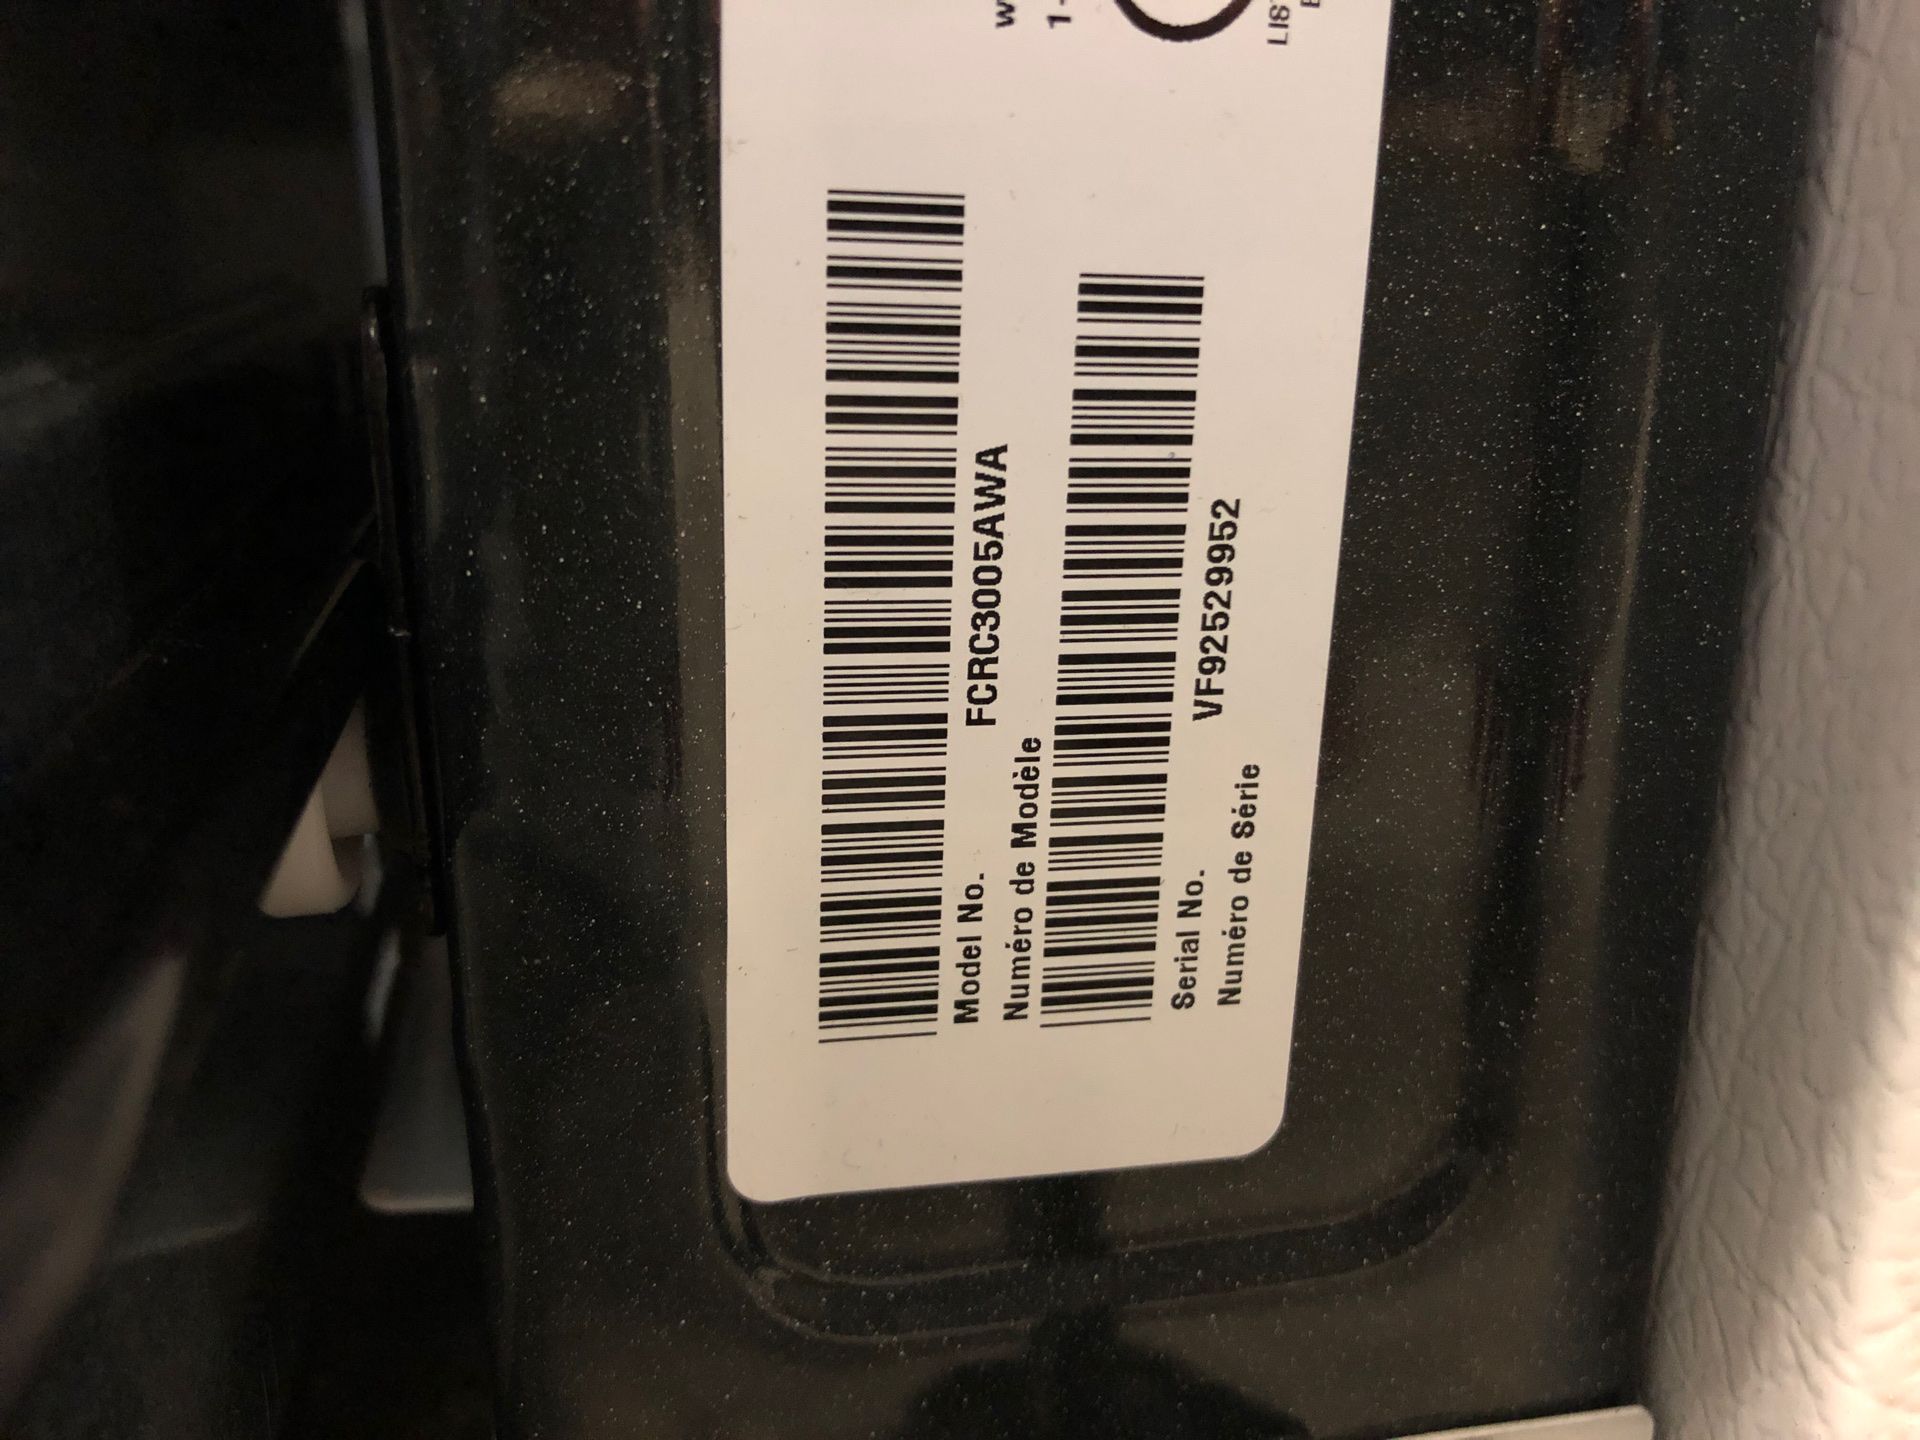 Model No.
FCRC3005AWA
Numéro de Modèle
Serial No.
VF92529952
Numéro de Série